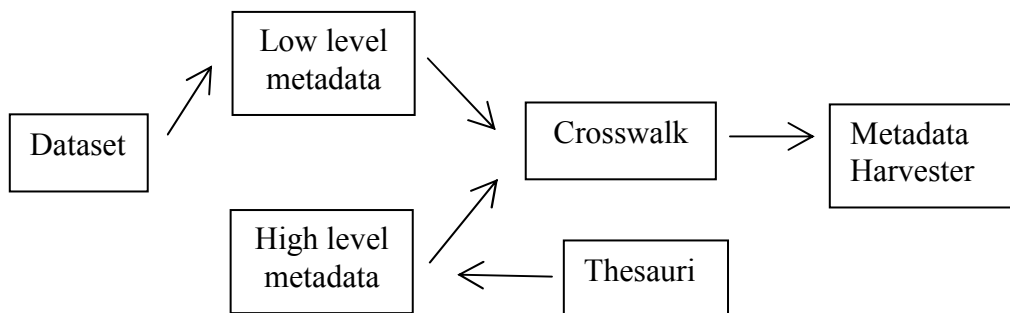 Low level
metadata
Dataset
Crosswalk
Metadata
Harvester
High level
metadata
Thesauri